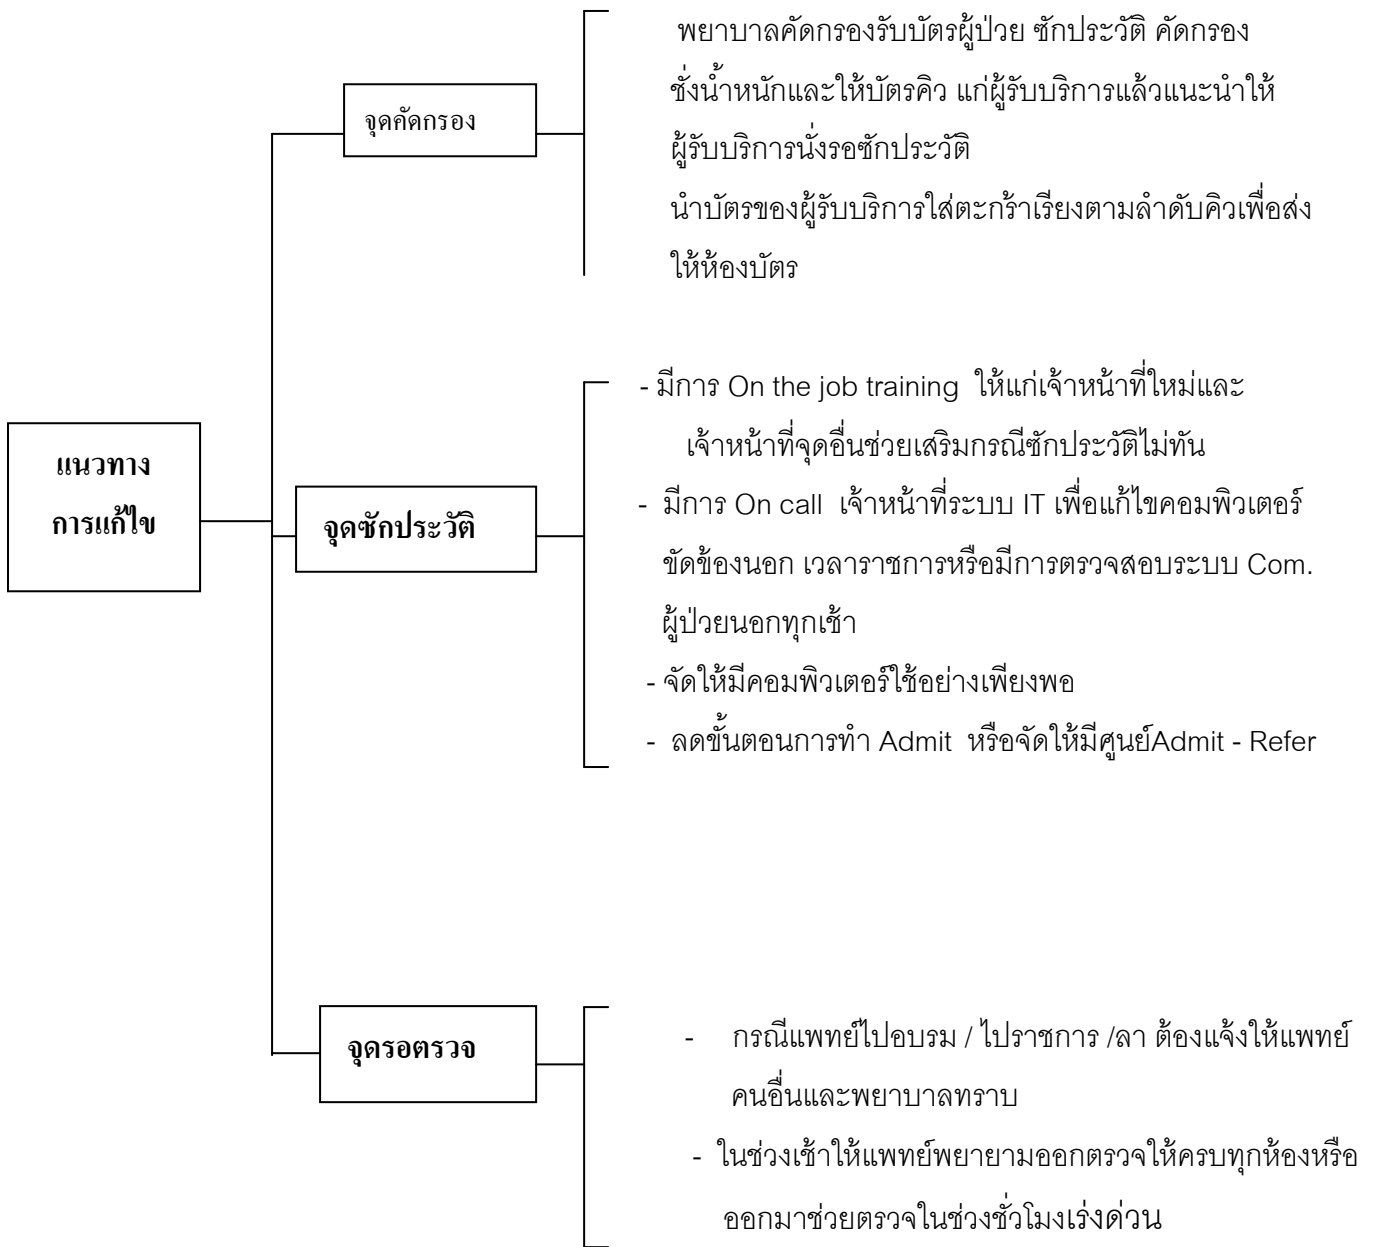 แนวทาง
การแก้ไข
จุดคัดกรอง
พยาบาลคัดกรองรับบัตรผู้ป่วย ซักประวัติ คัดกรอง
ชั่งน้ำหนักและให้บัตรคิว แก่ผู้รับบริการแล้วแนะนำให้
ผู้รับบริการนั่งรอซักประวัติ
นำบัตรของผู้รับบริการใส่ตะกร้าเรียงตามลำดับคิวเพื่อส่ง
ให้ห้องบัตร
จุดซักประวัติ
- มีการ On the job training ให้แก่เจ้าหน้าที่ใหม่และ
เจ้าหน้าที่จุดอื่นช่วยเสริมกรณีซักประวัติไม่ทัน
- มีการ On call เจ้าหน้าที่ระบบ IT เพื่อแก้ไขคอมพิวเตอร์
ขัดข้องนอก เวลาราชการหรือมีการตรวจสอบระบบ Com.
ผู้ป่วยนอกทุกเช้า
- จัดให้มีคอมพิวเตอร์ใช้อย่างเพียงพอ
- ลดขั้นตอนการทำ Admit หรือจัดให้มีศูนย์Admit - Refer
จุดรอตรวจ
- กรณีแพทย์ไปอบรม / ไปราชการ /ลา ต้องแจ้งให้แพทย์
คนอื่นและพยาบาลทราบ
- ในช่วงเช้าให้แพทย์พยายามออกตรวจให้ครบทุกห้องหรือ
ออกมาช่วยตรวจในช่วงชั่วโมงเร่งด่วน